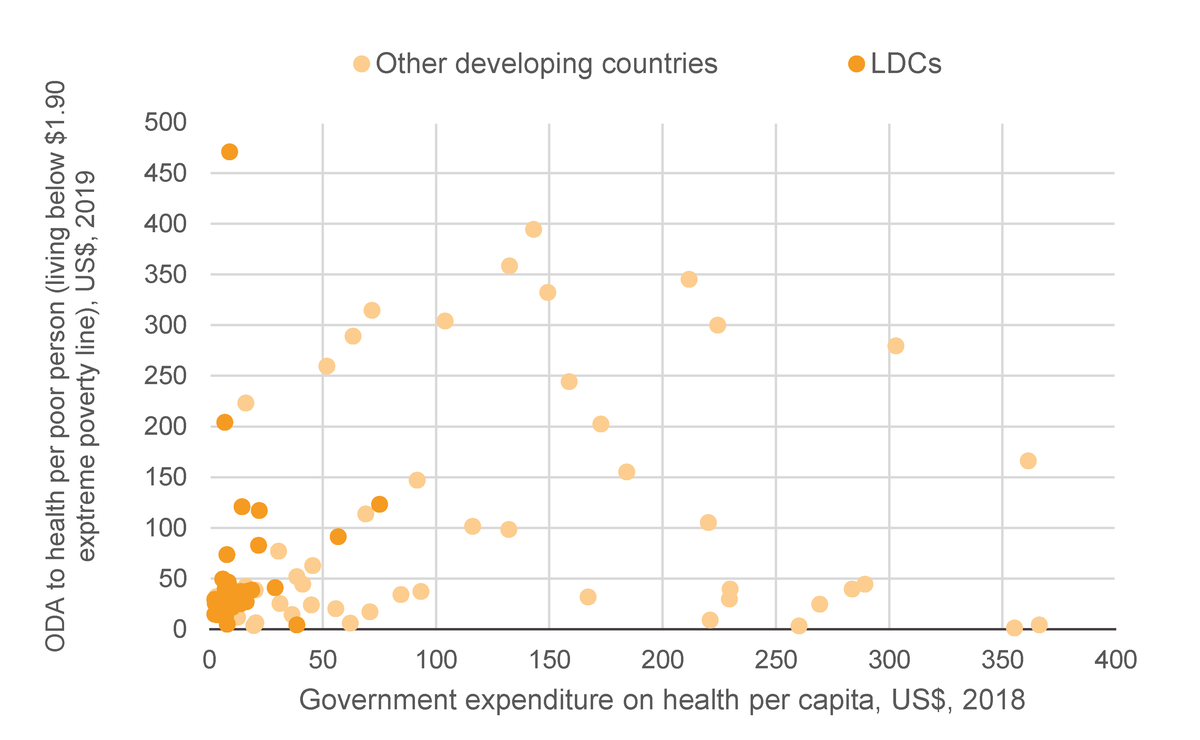 Other developing countries
LDCs
ODA to health per poor person (living below $1.90
exptreme poverty line), US$, 2019
500
450
400
350
300
250
200
150
100
50
0
0 50 100 150 200 250 300 350 400
Government expenditure on health per capita, US$, 2018